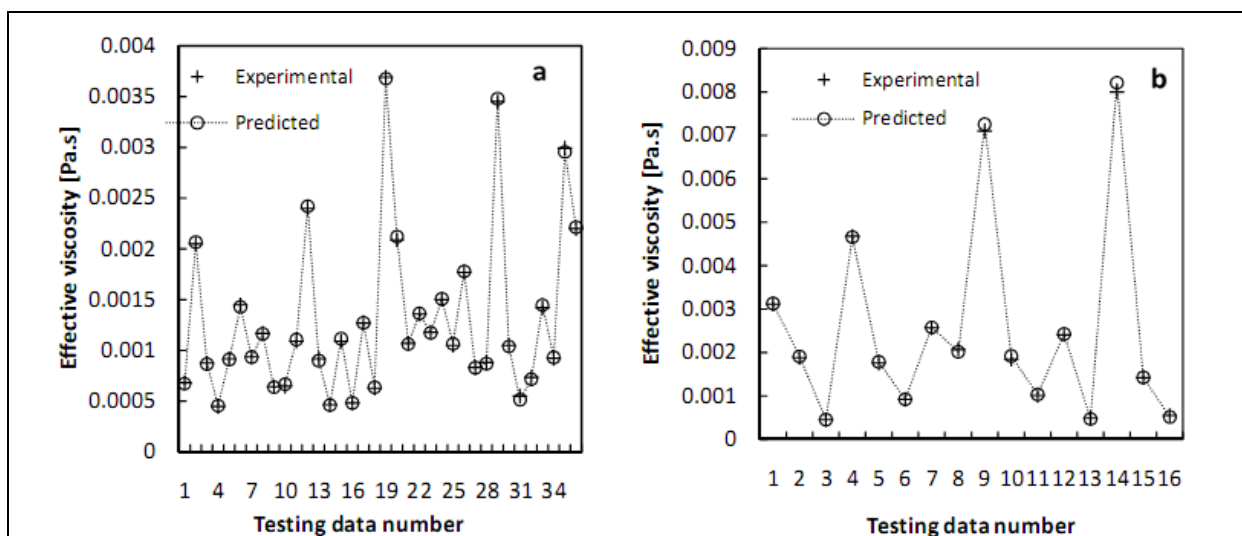 a
Experimental
Predicted
Effective viscosity [Pa.s]
0.004
0.0035
0.003
0.0025
0.002
0.0015
0.001
0.0005
0
1 4 7 10 13 16 19 22 25 28 31 34
Testing data number
b
Experimental
Predicted
Effective viscosity [Pa.s]
0.009
0.008
0.007
0.006
0.005
0.004
0.003
0.002
0.001
0
1 2 3 4 5 6 7 8 9 10 11 12 13 14 15 16
Testing data number